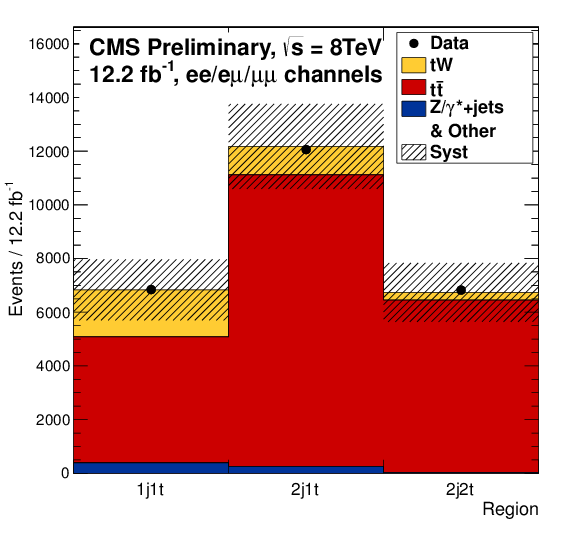 CMS Preliminary, √s = 8TeV
12.2 fb⁻¹, ee/eμ/μμ channels
Data
tW
tt̄
Z/γ*+jets
& Other
Syst
Events / 12.2 fb⁻¹
16000
14000
12000
10000
8000
6000
4000
2000
0
1j1t 2j1t 2j2t
Region